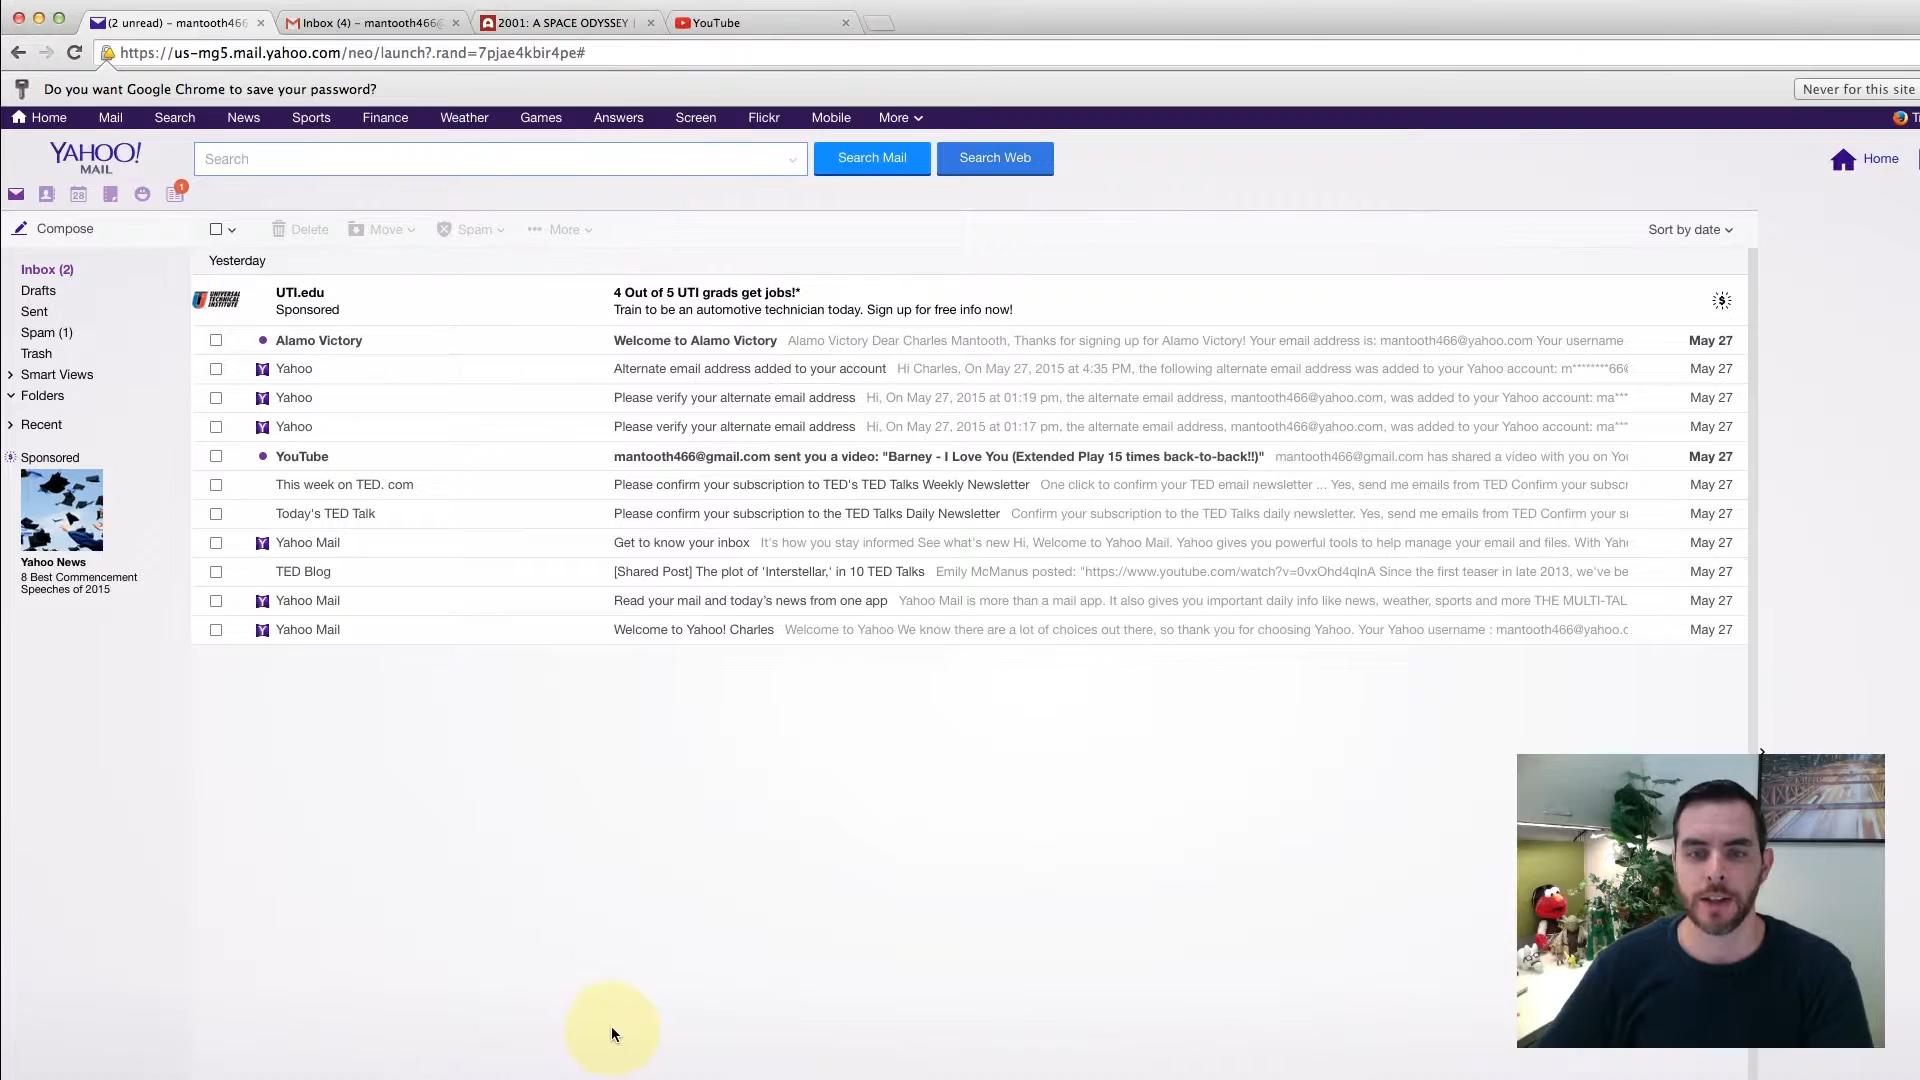 (2 unread) - mantooth466
Inbox (4) - mantooth466@
2001: A SPACE ODYSSEY |
YouTube
https://us-mg5.mail.yahoo.com/neo/launch?.rand=7pjae4kbir4pe#
Do you want Google Chrome to save your password?
Never for this site
Home Mail Search News Sports Finance Weather Games Answers Screen Flickr Mobile More
YAHOO!
MAIL
Search
Search Mail
Search Web
Home
28
1
Compose
Delete Move Spam More
Sort by date
Inbox (2)
Drafts
Sent
Spam (1)
Trash
Smart Views
Folders
Recent
Sponsored
Yahoo News
8 Best Commencement
Speeches of 2015
Yesterday
UNIVERSAL TECHNICAL INSTITUTE
UTI.edu 4 Out of 5 UTI grads get jobs!*
Sponsored Train to be an automotive technician today. Sign up for free info now!
Alamo Victory Welcome to Alamo Victory Alamo Victory Dear Charles Mantooth, Thanks for signing up for Alamo Victory! Your email address is: mantooth466@yahoo.com Your username May 27
Yahoo Alternate email address added to your account Hi Charles, On May 27, 2015 at 4:35 PM, the following alternate email address was added to your Yahoo account: m********66@ May 27
Yahoo Please verify your alternate email address Hi, On May 27, 2015 at 01:19 pm, the alternate email address, mantooth466@yahoo.com, was added to your Yahoo account: ma*** May 27
Yahoo Please verify your alternate email address Hi, On May 27, 2015 at 01:17 pm, the alternate email address, mantooth466@yahoo.com, was added to your Yahoo account: ma*** May 27
YouTube mantooth466@gmail.com sent you a video: "Barney - I Love You (Extended Play 15 times back-to-back!!)" mantooth466@gmail.com has shared a video with you on You May 27
This week on TED. com Please confirm your subscription to TED's TED Talks Weekly Newsletter One click to confirm your TED email newsletter ... Yes, send me emails from TED Confirm your subscr May 27
Today's TED Talk Please confirm your subscription to the TED Talks Daily Newsletter Confirm your subscription to the TED Talks daily newsletter. Yes, send me emails from TED Confirm your su May 27
Yahoo Mail Get to know your inbox It's how you stay informed See what's new Hi, Welcome to Yahoo Mail. Yahoo gives you powerful tools to help manage your email and files. With Yah May 27
TED Blog [Shared Post] The plot of 'Interstellar,' in 10 TED Talks Emily McManus posted: "https://www.youtube.com/watch?v=0vxOhd4qlnA Since the first teaser in late 2013, we've be May 27
Yahoo Mail Read your mail and today's news from one app Yahoo Mail is more than a mail app. It also gives you important daily info like news, weather, sports and more THE MULTI-TAL May 27
Yahoo Mail Welcome to Yahoo! Charles Welcome to Yahoo We know there are a lot of choices out there, so thank you for choosing Yahoo. Your Yahoo username : mantooth466@yahoo.c May 27